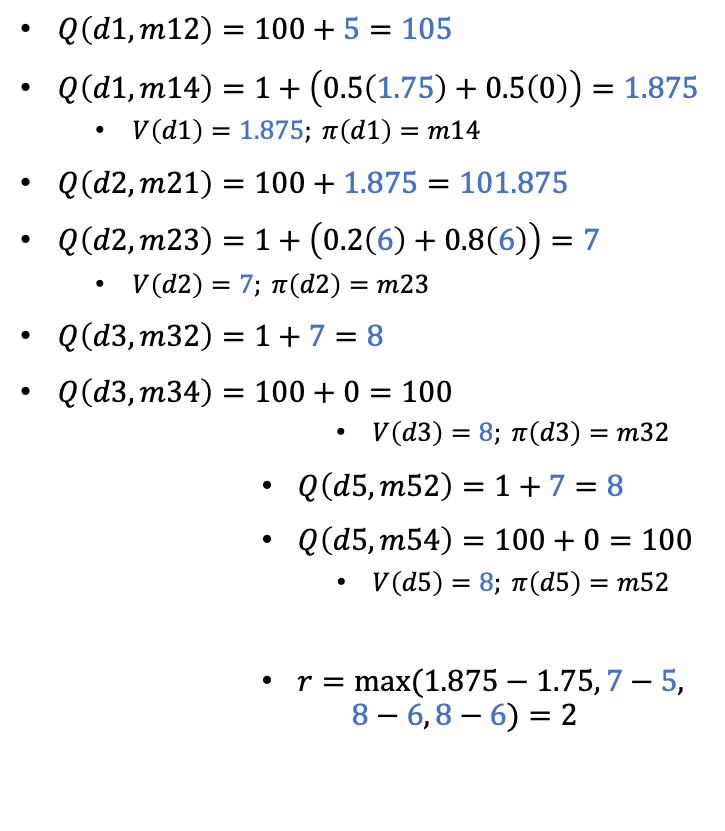 • Q(d1, m12) = 100 + 5 = 105
• Q(d1, m14) = 1 + (0.5(1.75) + 0.5(0)) = 1.875
• V(d1) = 1.875; π(d1) = m14
• Q(d2, m21) = 100 + 1.875 = 101.875
• Q(d2, m23) = 1 + (0.2(6) + 0.8(6)) = 7
• V(d2) = 7; π(d2) = m23
• Q(d3, m32) = 1 + 7 = 8
• Q(d3, m34) = 100 + 0 = 100
• V(d3) = 8; π(d3) = m32
• Q(d5, m52) = 1 + 7 = 8
• Q(d5, m54) = 100 + 0 = 100
• V(d5) = 8; π(d5) = m52
• r = max(1.875 − 1.75, 7 − 5,
8 − 6, 8 − 6) = 2